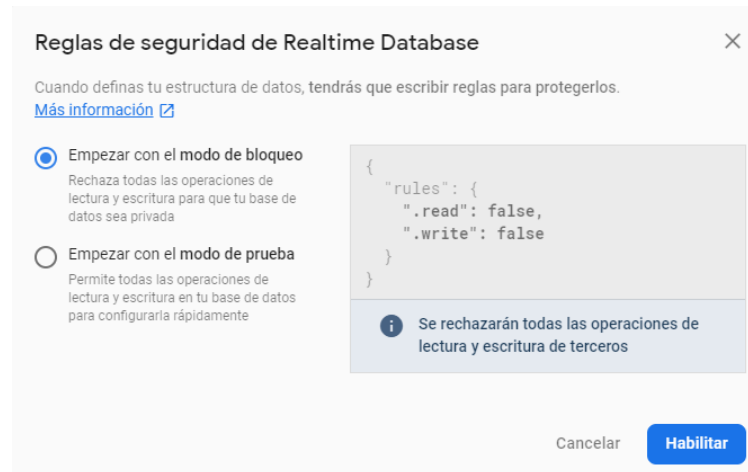 Reglas de seguridad de Realtime Database
Cuando definas tu estructura de datos, tendrás que escribir reglas para protegerlos.
Más información
Empezar con el modo de bloqueo
Rechaza todas las operaciones de
lectura y escritura para que tu base de
datos sea privada
Empezar con el modo de prueba
Permite todas las operaciones de
lectura y escritura en tu base de datos
para configurarla rápidamente
{
"rules": {
".read": false,
".write": false
}
}
Se rechazarán todas las operaciones de
lectura y escritura de terceros
Cancelar
Habilitar